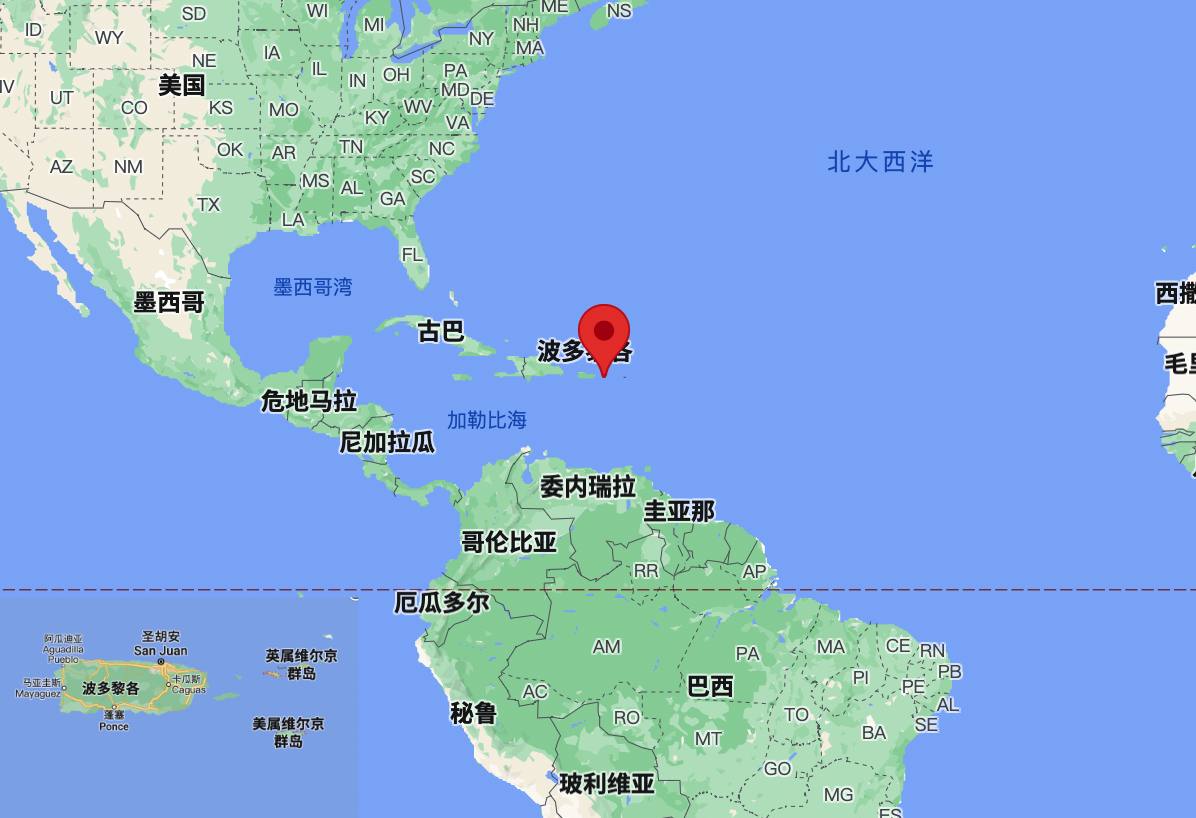 ME
NS
SD
WI
MI
NH
ID
WY
NY
MA
IA
NE
IL
IN
OH
PA
美国
NV
UT
CO
KS
MO
WV
MD
DE
KY
VA
OK
AR
TN
NC
AZ
NM
MS
AL
SC
GA
TX
LA
北大西洋
FL
墨西哥湾
墨西哥
西撒
古巴
波多黎各
毛里
危地马拉
加勒比海
尼加拉瓜
委内瑞拉
圭亚那
哥伦比亚
RR
AP
厄瓜多尔
AM
PA
MA
CE
RN
PB
PI
PE
AC
巴西
AL
秘鲁
RO
TO
SE
MT
BA
GO
玻利维亚
MG
ES
阿瓜迪亚
Aguadilla
Pueblo
圣胡安
San Juan
英属维尔京
群岛
马亚圭斯
Mayaguez
波多黎各
卡瓜斯
Caguas
蓬塞
Ponce
美属维尔京
群岛